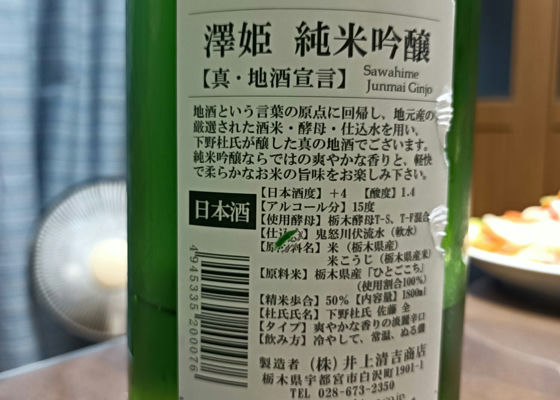 澤姫 純米吟醸
【真・地酒宣言】 Sawahime Junmai Ginjo
地酒という言葉の原点に回帰し、地元産の
厳選された酒米・酵母・仕込水を用い、
下野杜氏が醸した真の地酒でございます。
純米吟醸ならではの爽やかな香りと、軽快
で柔らかなお米の旨味をお楽しみ下さい。
日本酒
【日本酒度】+4 【酸度】1.4
【アルコール分】15度
【使用酵母】栃木酵母T-S、T-F混合
【仕込水】鬼怒川伏流水(軟水)
【原材料名】米(栃木県産)
米こうじ(栃木県産米)
【原料米】栃木県産「ひとごこち」
(使用割合100%)
【精米歩合】50%【内容量】1800ml
【杜氏氏名】下野杜氏 佐藤 全
【タイプ】爽やかな香りの淡麗辛口
【飲み方】冷やして、常温、ぬる燗
4945335200076
製造者 (株)井上清吉商店
栃木県宇都宮市白沢町1901-1
TEL 028-673-2350